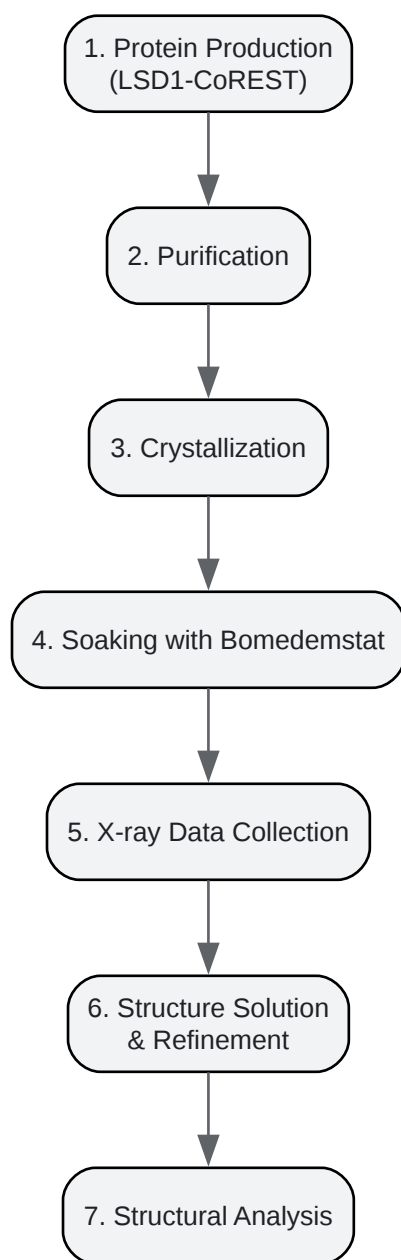 1. Protein Production
(LSD1-CoREST)
2. Purification
3. Crystallization
4. Soaking with Bomedemstat
5. X-ray Data Collection
6. Structure Solution
& Refinement
7. Structural Analysis